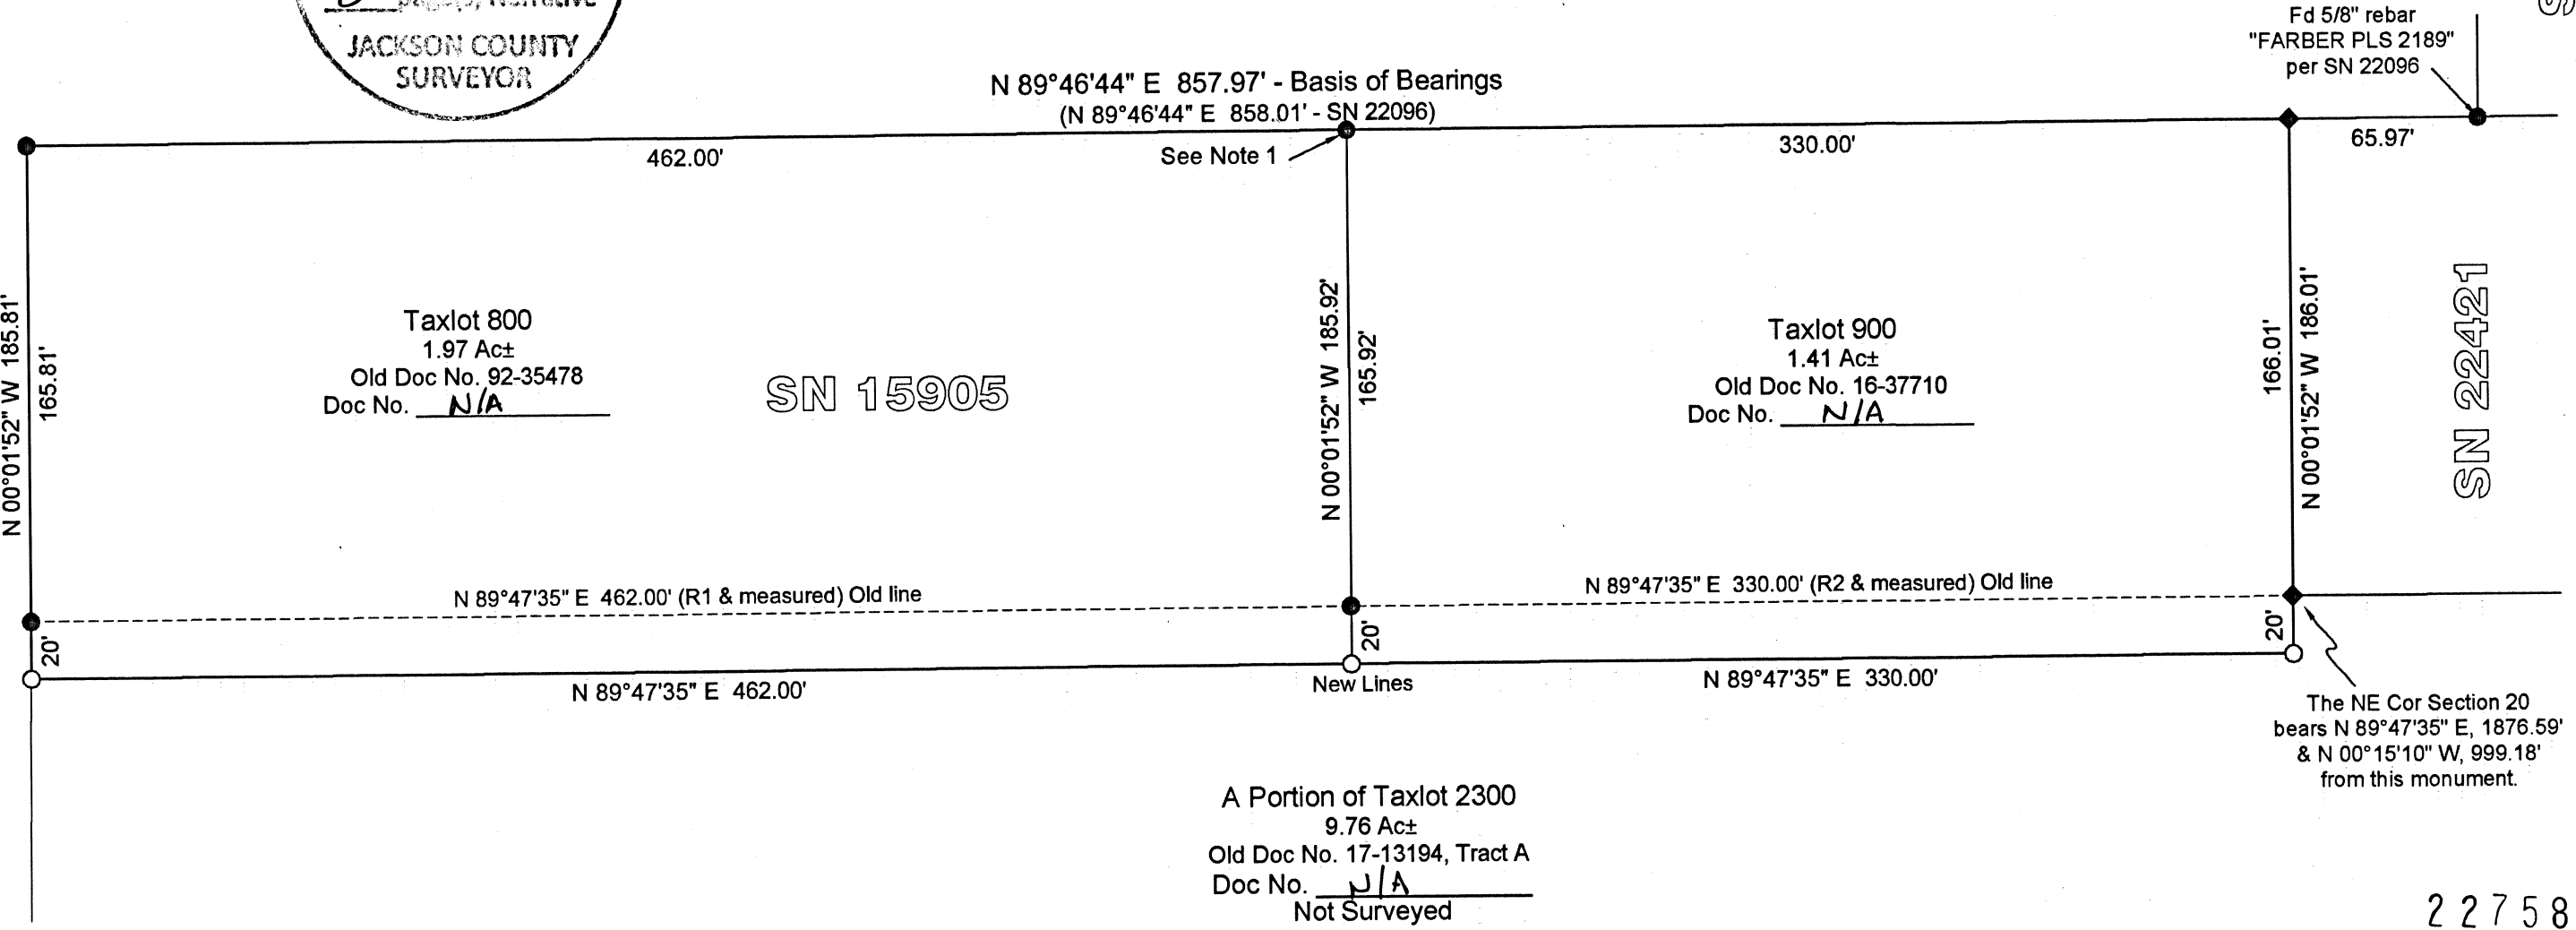 page(s), Narrative
JACKSON COUNTY
SURVEYOR
Fd 5/8" rebar
"FARBER PLS 2189"
per SN 22096
N 89°46'44" E 857.97' - Basis of Bearings
(N 89°46'44" E 858.01' - SN 22096)
462.00'
See Note 1
330.00'
65.97'
N 00°01'52" W 185.81'
165.81'
Taxlot 800
1.97 Ac±
Old Doc No. 92-35478
Doc No. N/A
SN 15905
N 00°01'52" W 185.92'
165.92'
Taxlot 900
1.41 Ac±
Old Doc No. 16-37710
Doc No. N/A
166.01'
N 00°01'52" W 186.01'
SN 22421
N 89°47'35" E 462.00' (R1 & measured) Old line
N 89°47'35" E 330.00' (R2 & measured) Old line
20'
20'
20'
N 89°47'35" E 462.00'
New Lines
N 89°47'35" E 330.00'
The NE Cor Section 20
bears N 89°47'35" E, 1876.59'
& N 00°15'10" W, 999.18'
from this monument.
A Portion of Taxlot 2300
9.76 Ac±
Old Doc No. 17-13194, Tract A
Doc No. N/A
Not Surveyed
22758